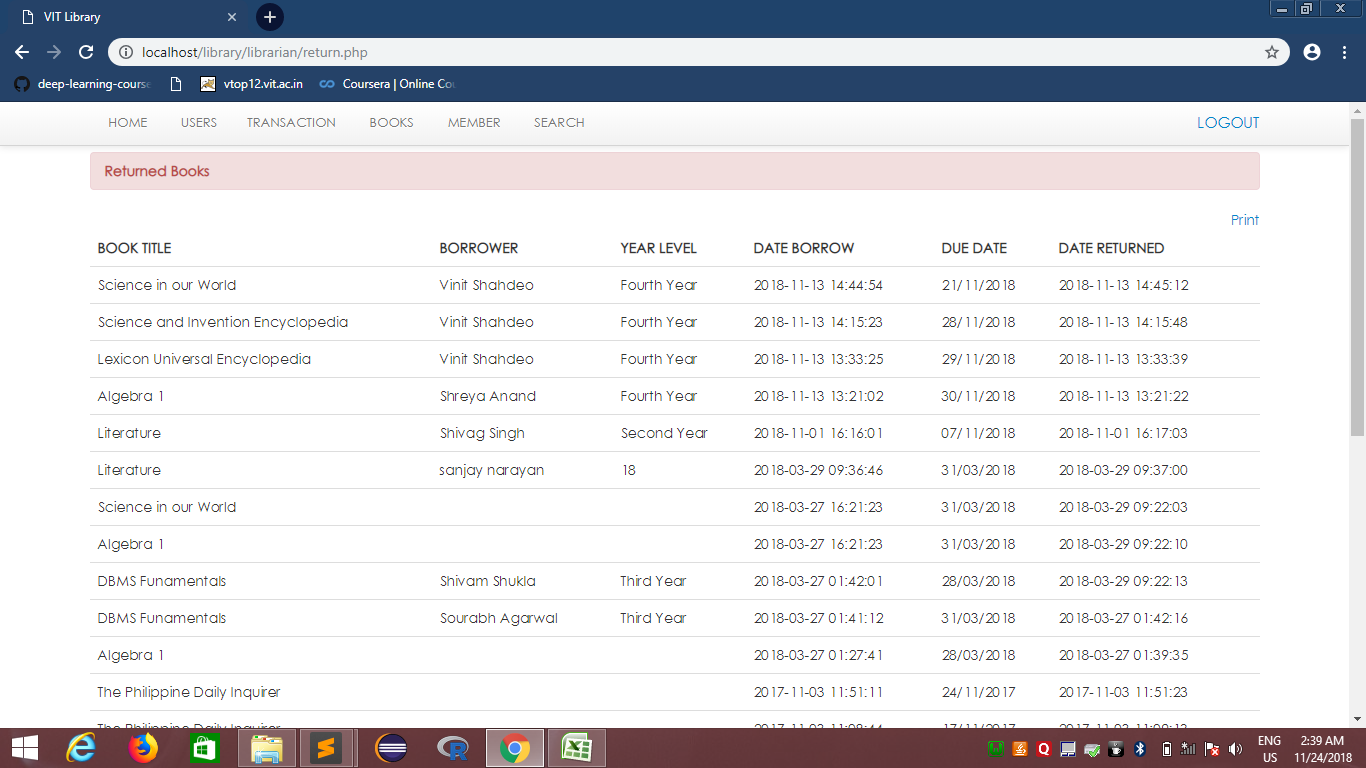 VIT Library
localhost/library/librarian/return.php
deep-learning-course vtop12.vit.ac.in Coursera | Online Cou
HOME USERS TRANSACTION BOOKS MEMBER SEARCH LOGOUT
Returned Books
Print
BOOK TITLE BORROWER YEAR LEVEL DATE BORROW DUE DATE DATE RETURNED
Science in our World Vinit Shahdeo Fourth Year 2018-11-13 14:44:54 21/11/2018 2018-11-13 14:45:12
Science and Invention Encyclopedia Vinit Shahdeo Fourth Year 2018-11-13 14:15:23 28/11/2018 2018-11-13 14:15:48
Lexicon Universal Encyclopedia Vinit Shahdeo Fourth Year 2018-11-13 13:33:25 29/11/2018 2018-11-13 13:33:39
Algebra 1 Shreya Anand Fourth Year 2018-11-13 13:21:02 30/11/2018 2018-11-13 13:21:22
Literature Shivag Singh Second Year 2018-11-01 16:16:01 07/11/2018 2018-11-01 16:17:03
Literature sanjay narayan 18 2018-03-29 09:36:46 31/03/2018 2018-03-29 09:37:00
Science in our World 2018-03-27 16:21:23 31/03/2018 2018-03-29 09:22:03
Algebra 1 2018-03-27 16:21:23 31/03/2018 2018-03-29 09:22:10
DBMS Funamentals Shivam Shukla Third Year 2018-03-27 01:42:01 28/03/2018 2018-03-29 09:22:13
DBMS Funamentals Sourabh Agarwal Third Year 2018-03-27 01:41:12 31/03/2018 2018-03-27 01:42:16
Algebra 1 2018-03-27 01:27:41 28/03/2018 2018-03-27 01:39:35
The Philippine Daily Inquirer 2017-11-03 11:51:11 24/11/2017 2017-11-03 11:51:23
The Philippine Daily Inquirer 2017-11-03 17/11/2017 2017-11-03
ENG 2:39 AM
US 11/24/2018